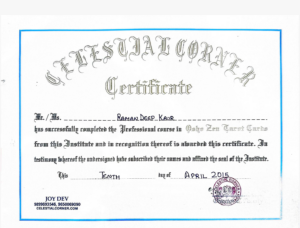 CELESTIAL CORNER
Certificate
Mr. / Ms. RAMAN DEEP KAUR
has successfully completed the Professional course in Osho Zen Tarot Cards
from this Institute and in recognition thereof is awarded this certificate. In
testimony whereof the undersigned have subscribed their names and affixed the seal of the Institute.
This TENTH day of APRIL 2015
JOY DEV
CELESTIALCORNER.COM